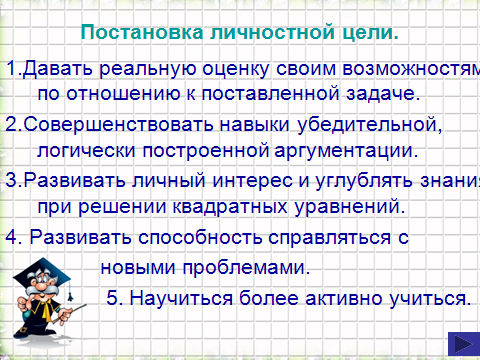 Постановка личностной цели.
1.Давать реальную оценку своим возможностям
по отношению к поставленной задаче.
2.Совершенствовать навыки убедительной,
логически построенной аргументации.
3.Развивать личный интерес и углублять знания
при решении квадратных уравнений.
4. Развивать способность справляться с
новыми проблемами.
5. Научиться более активно учиться.